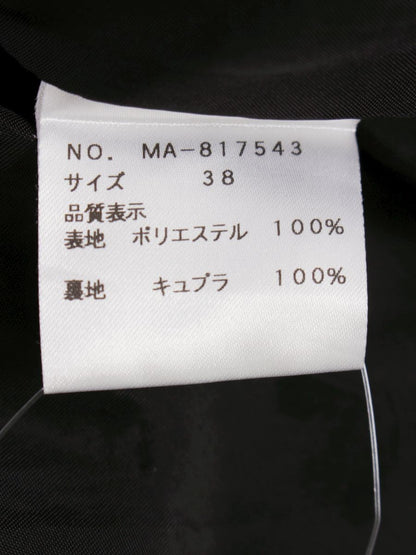 NO. MA-817543
サイズ 38
品質表示
表地 ポリエステル 100%
裏地 キュプラ 100%